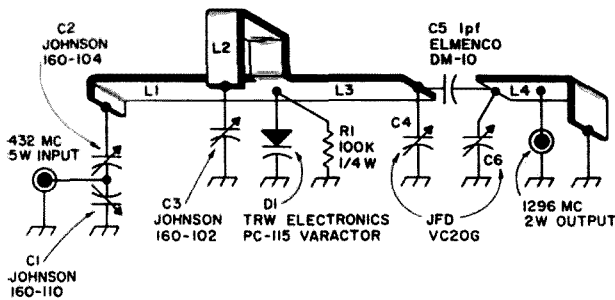 C2
JOHNSON
160-104
L2
C5 1pf
ELMENCO
DM-10
L1
L3
L4
432 MC
5W INPUT
R1
100K
1/4W
C4
C6
C3
JOHNSON
160-102
D1
TRW ELECTRONICS
PC-115 VARACTOR
JFD
VC20G
1296 MC
2W OUTPUT
C1
JOHNSON
160-110